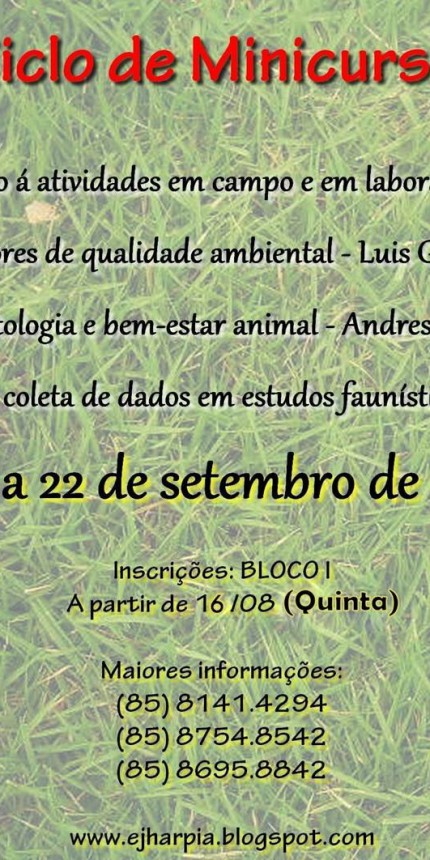 iclo de Minicurs
o á atividades em campo e em labor
res de qualidade ambiental - Luis G
tologia e bem-estar animal - Andres
coleta de dados em estudos faunísti
a 22 de setembro de
Inscrições: BLOCO I
A partir de 16 /08 (Quinta)
Maiores informações:
(85) 8141.4294
(85) 8754.8542
(85) 8695.8842
www.ejharpia.blogspot.com